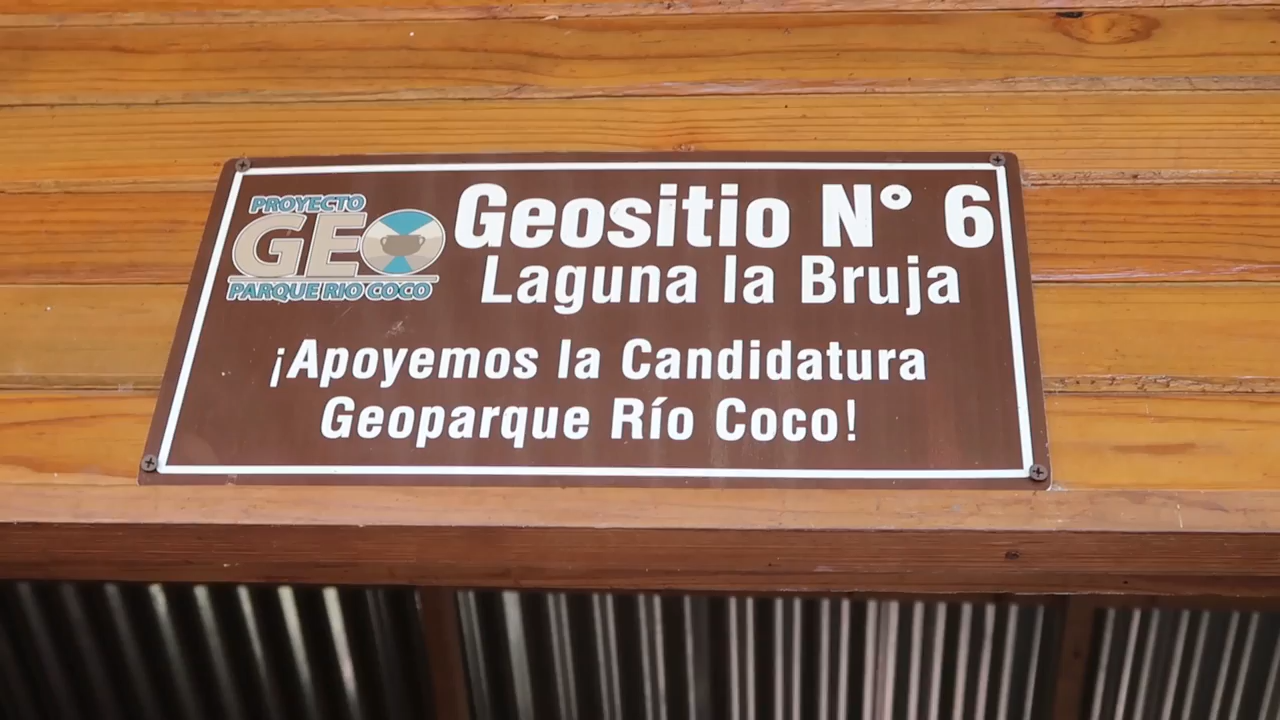 PROYECTO
GEO
PARQUE RIO COCO
Geositio N° 6
Laguna la Bruja
¡Apoyemos la Candidatura
Geoparque Río Coco!